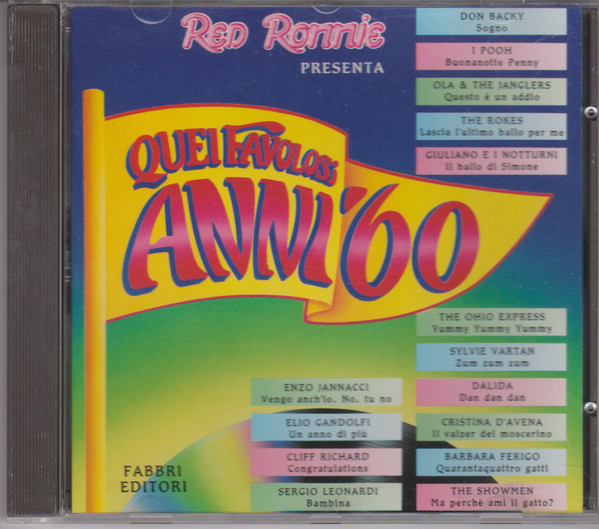 Red Ronnie
PRESENTA
QUEI FAVOLOSI
ANNI '60
DON BACKY
Sogno
I POOH
Buonanotte Penny
OLA & THE JANGLERS
Questo è un addio
THE ROKES
Lascia l'ultimo ballo per me
GIULIANO E I NOTTURNI
Il ballo di Simone
THE OHIO EXPRESS
Yummy Yummy Yummy
SYLVIE VARTAN
Zum zum zum
DALIDA
Dan dan dan
CRISTINA D'AVENA
Il valzer del moscerino
BARBARA FERIGO
Quarantaquattro gatti
THE SHOWMEN
Ma perchè ami il gatto?
ENZO JANNACCI
Vengo anch'io. No, tu no
ELIO GANDOLFI
Un anno di più
CLIFF RICHARD
Congratulations
SERGIO LEONARDI
Bambina
FABBRI
EDITORI